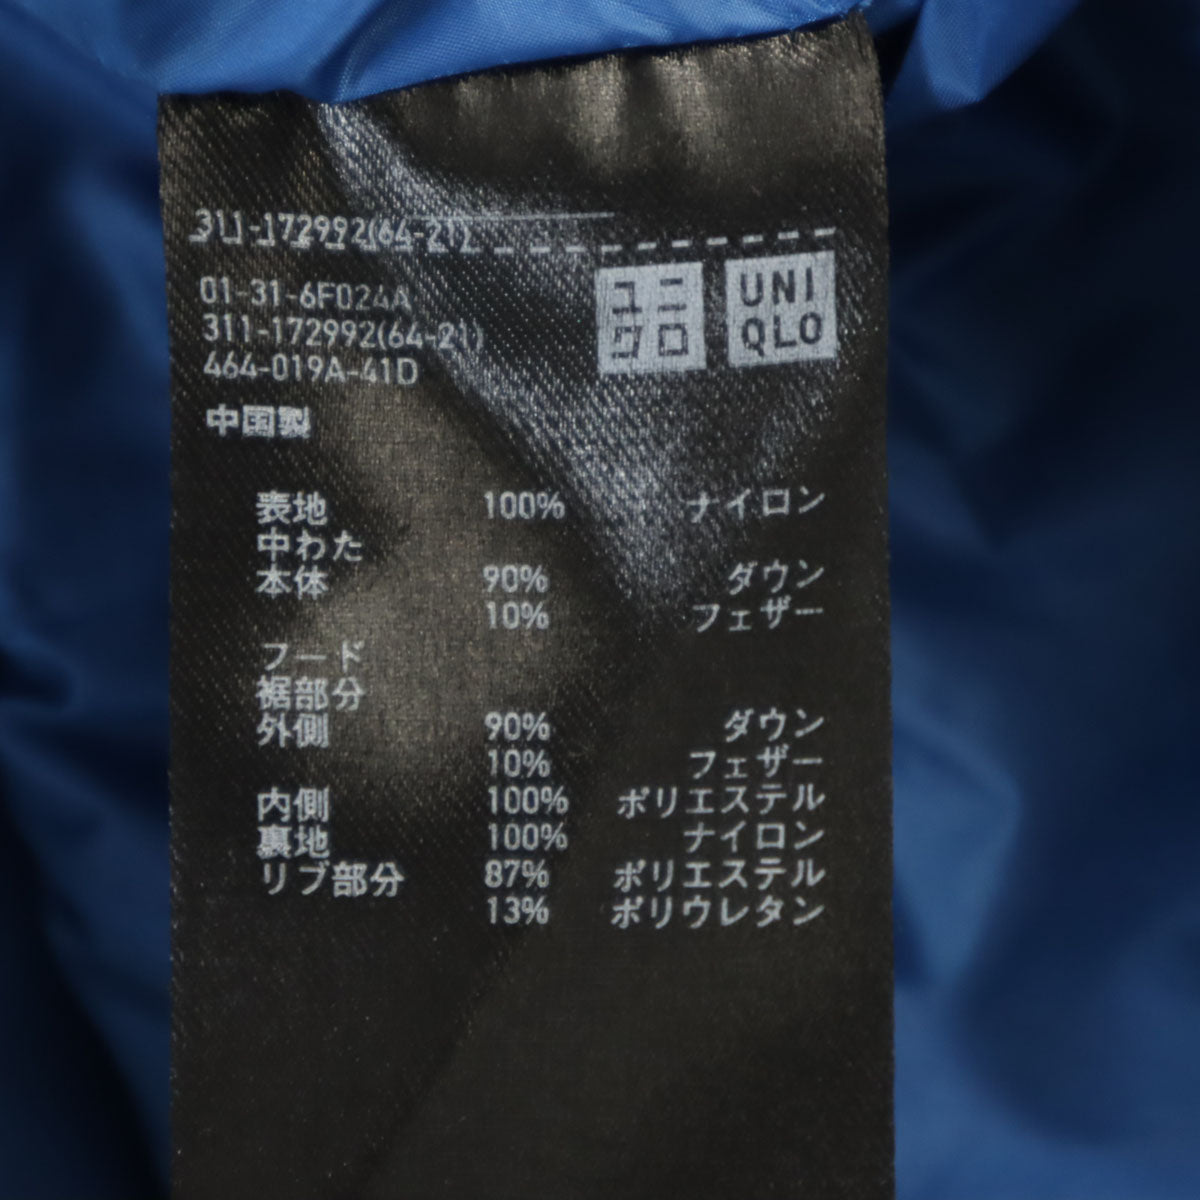 311-172992(64-21)
01-31-6F024A
311-172992(64-21)
464-019A-41D
ユニ
クロ
UNI
QLO
中国製
表地 100% ナイロン
中わた
本体 90% ダウン
10% フェザー
フード
裾部分
外側 90% ダウン
10% フェザー
内側 100% ポリエステル
裏地 100% ナイロン
リブ部分 87% ポリエステル
13% ポリウレタン